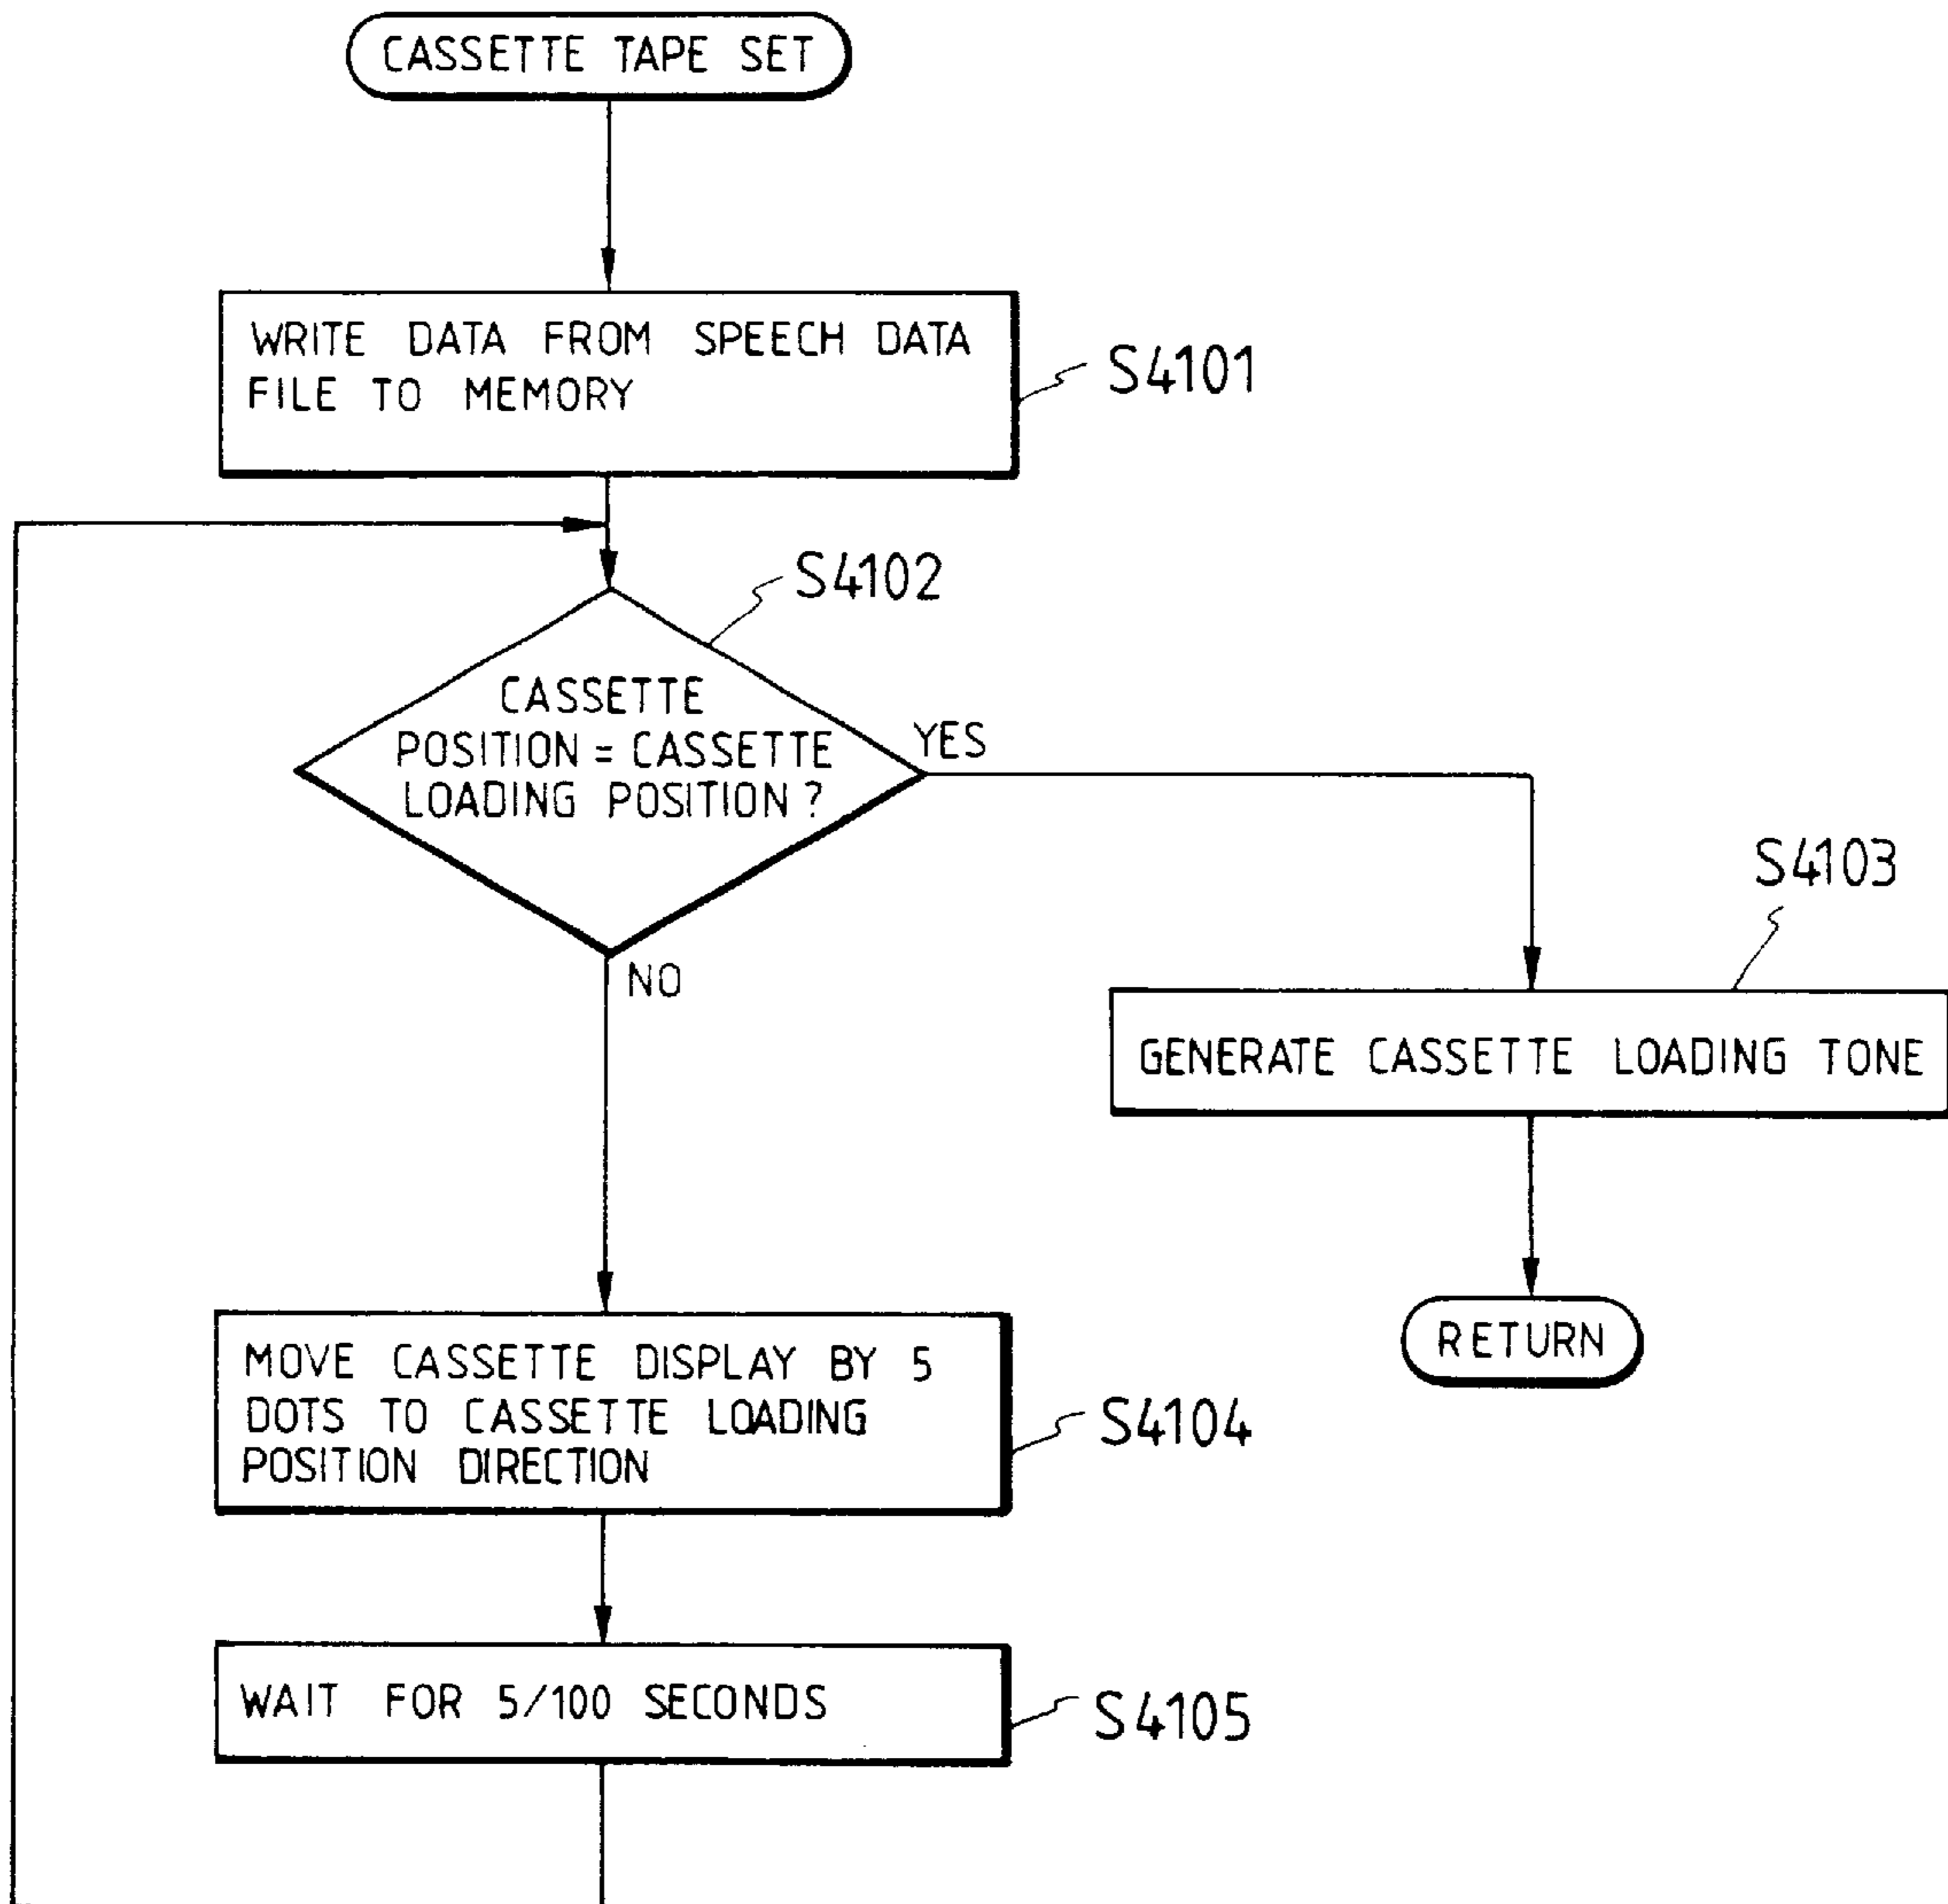 CASSETTE TAPE SET
WRITE DATA FROM SPEECH DATA
FILE TO MEMORY
S4101
S4102
CASSETTE
POSITION = CASSETTE
LOADING POSITION ?
YES
NO
S4103
GENERATE CASSETTE LOADING TONE
RETURN
MOVE CASSETTE DISPLAY BY 5
DOTS TO CASSETTE LOADING
POSITION DIRECTION
S4104
WAIT FOR 5/100 SECONDS
S4105